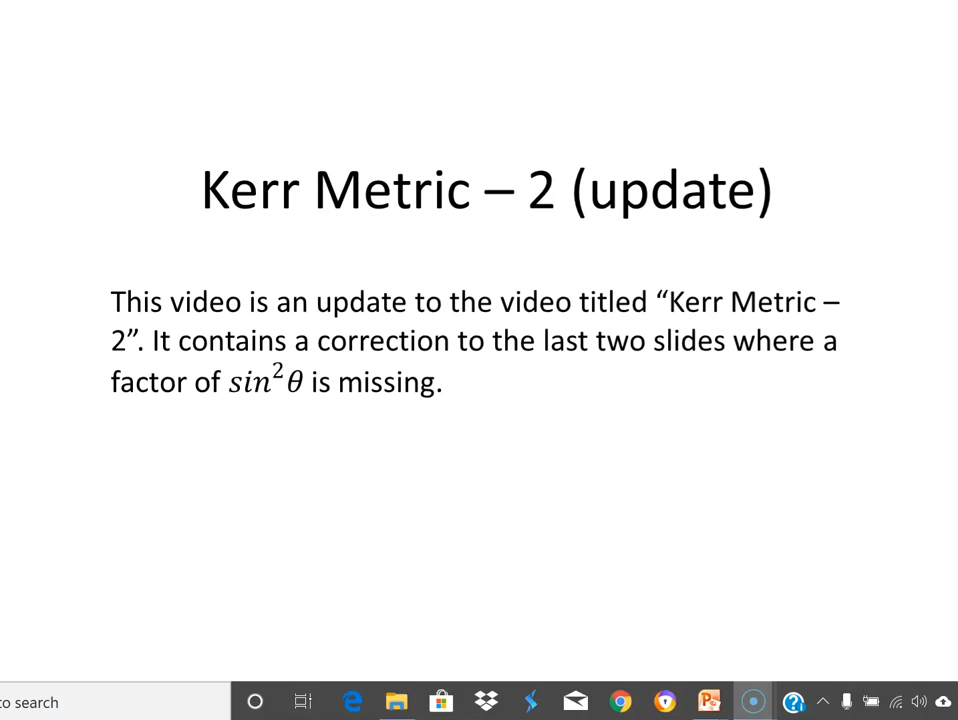 Kerr Metric – 2 (update)
This video is an update to the video titled “Kerr Metric –
2”. It contains a correction to the last two slides where a
factor of sin²θ is missing.
to search